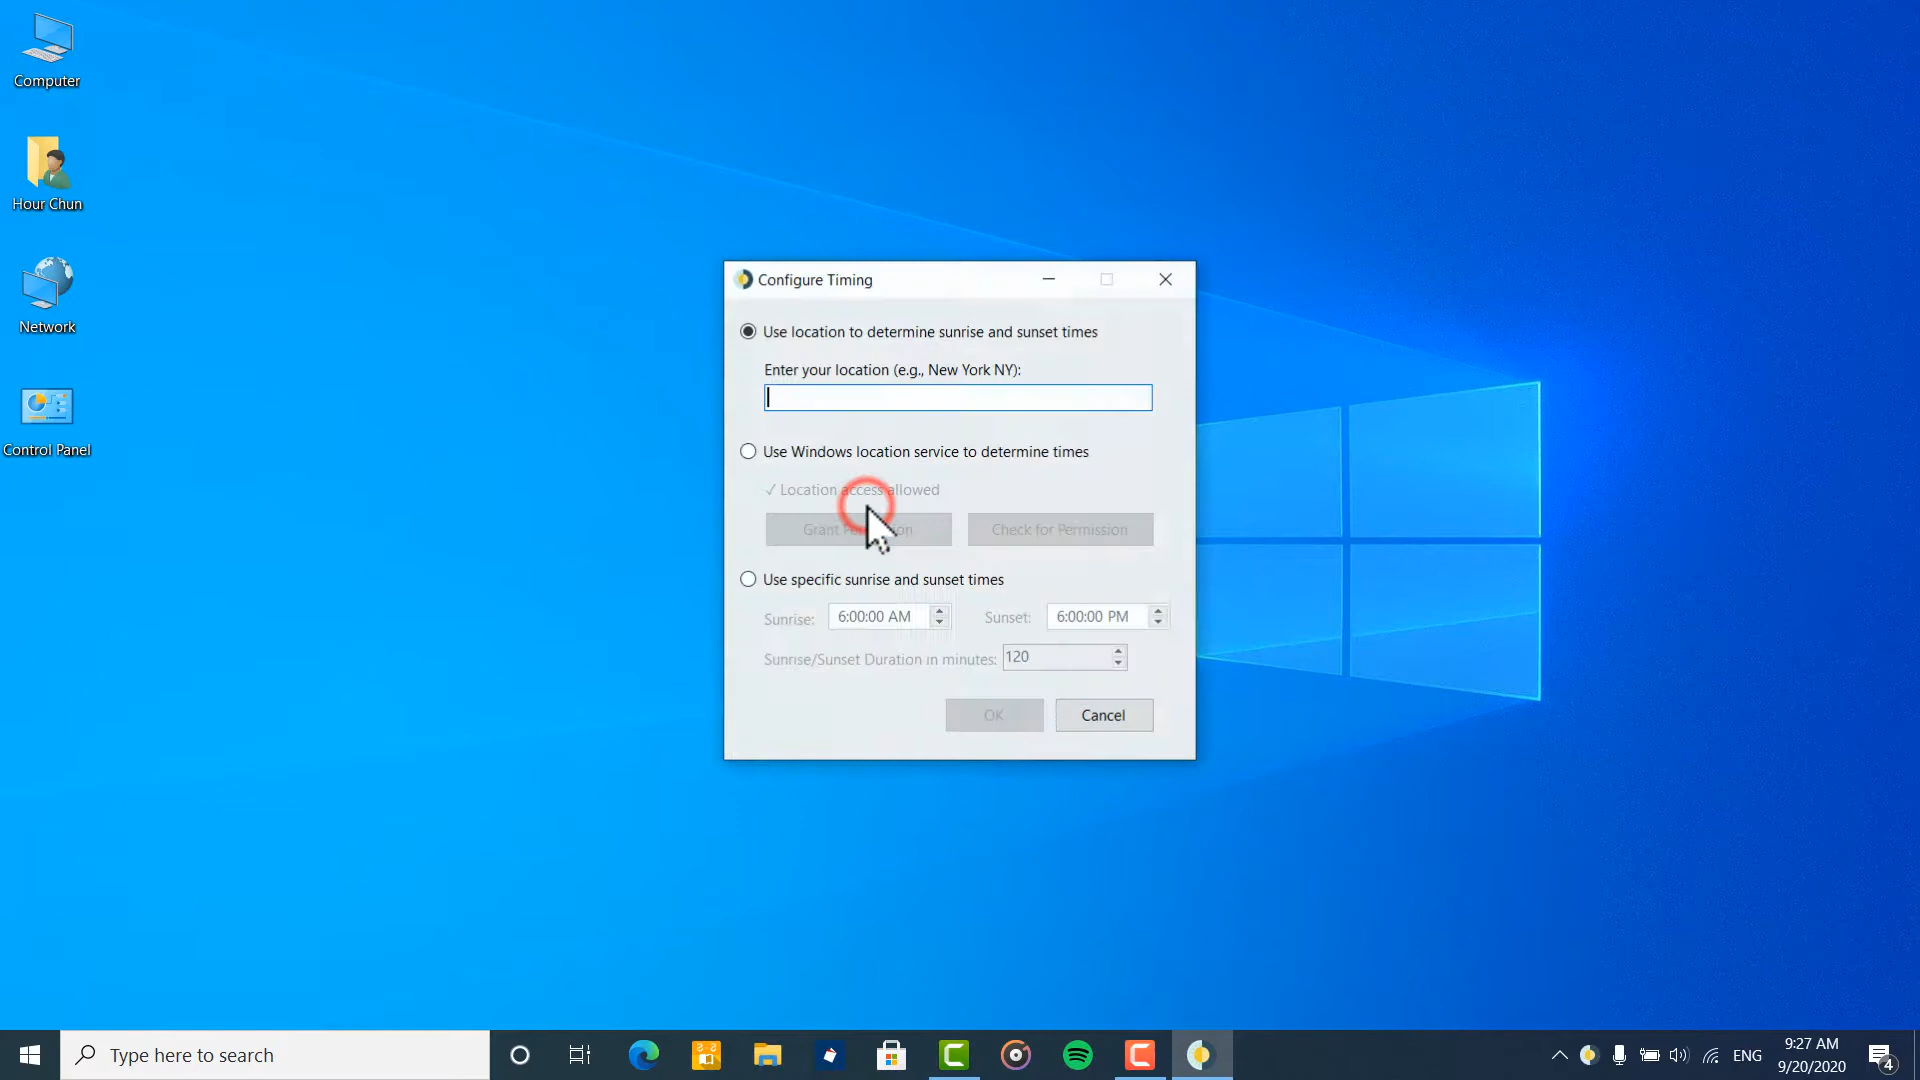 Computer
Hour Chun
Network
Control Panel
Configure Timing
Use location to determine sunrise and sunset times
Enter your location (e.g., New York NY):
Use Windows location service to determine times
✓ Location access allowed
Grant Permission
Check for Permission
Use specific sunrise and sunset times
Sunrise: 6:00:00 AM Sunset: 6:00:00 PM
Sunrise/Sunset Duration in minutes: 120
OK Cancel
Type here to search
ENG
9:27 AM
9/20/2020
4